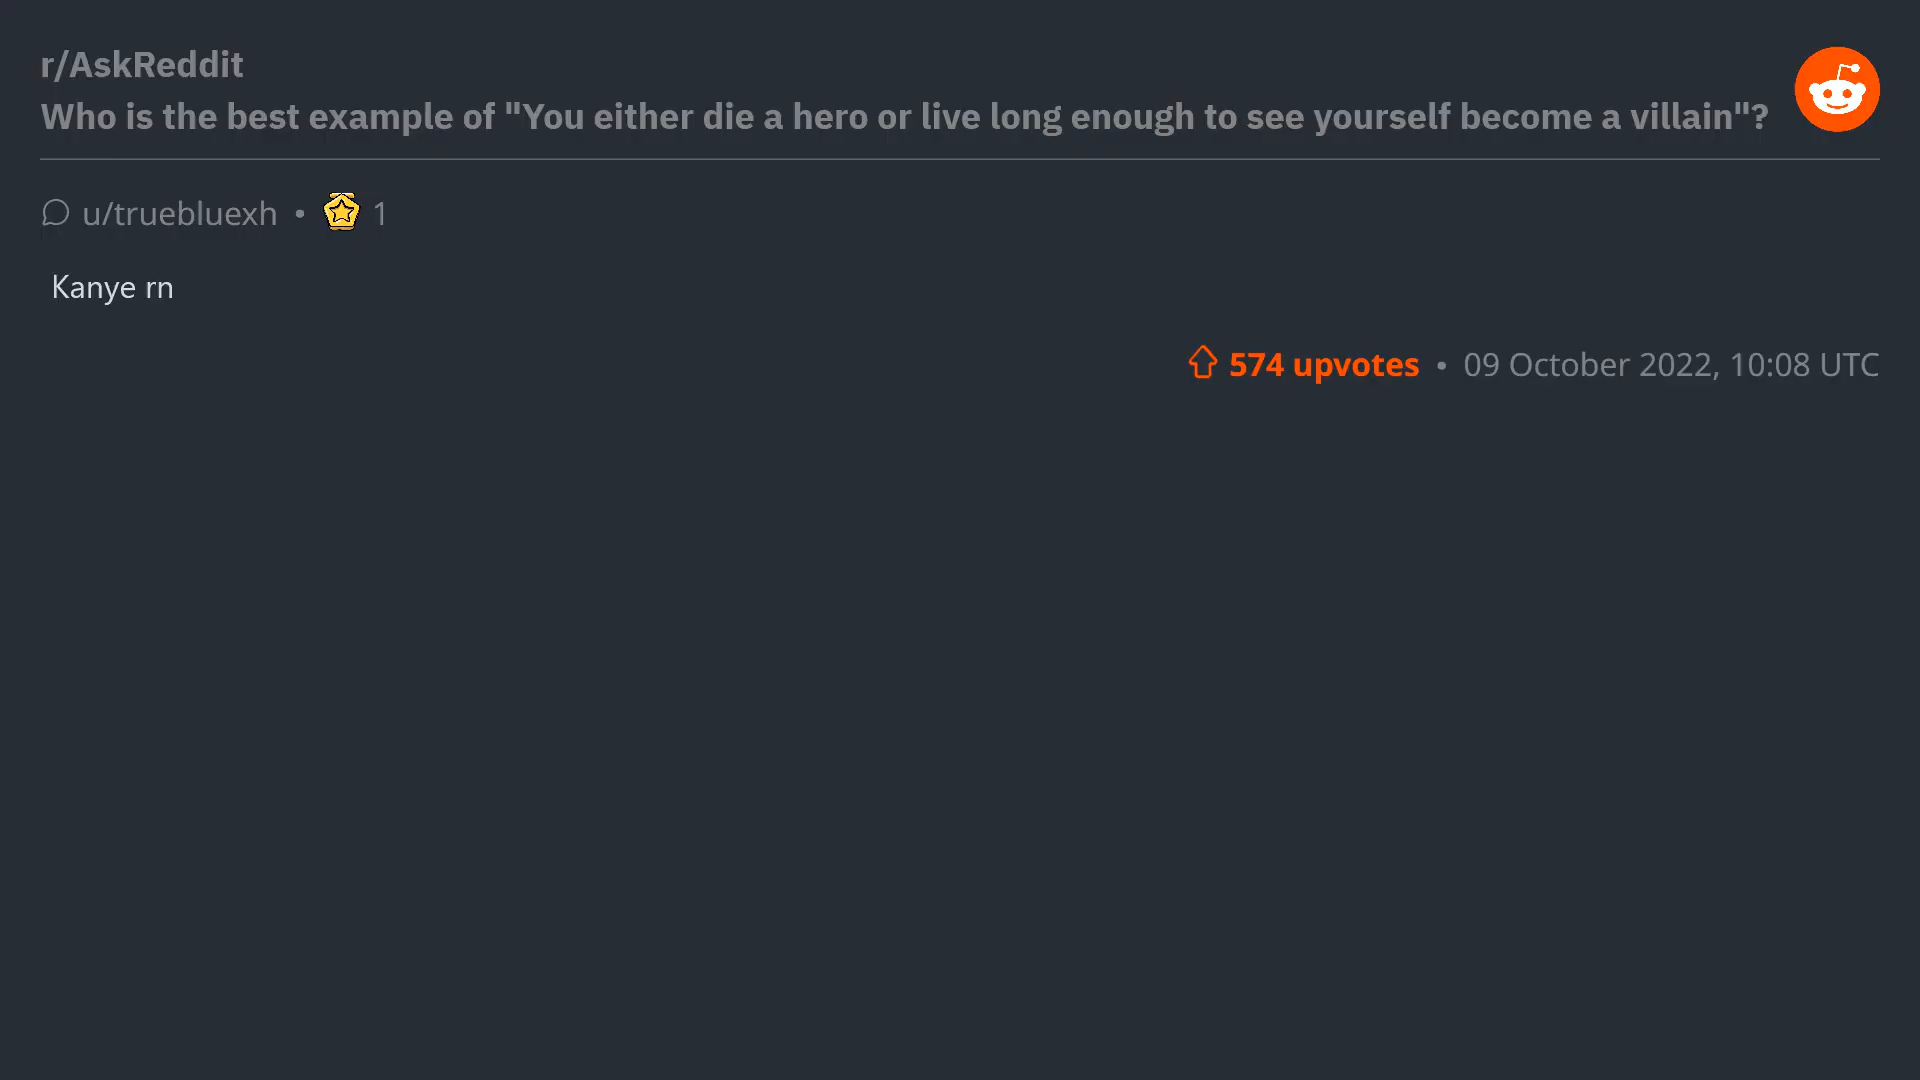 r/AskReddit
Who is the best example of "You either die a hero or live long enough to see yourself become a villain"?
u/truebluexh • 1
Kanye rn
574 upvotes • 09 October 2022, 10:08 UTC